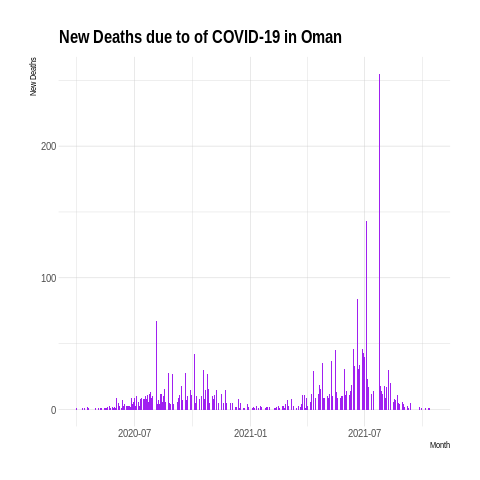 New Deaths due to of COVID-19 in Oman
New Deaths
200
100
0
2020-07
2021-01
2021-07
Month